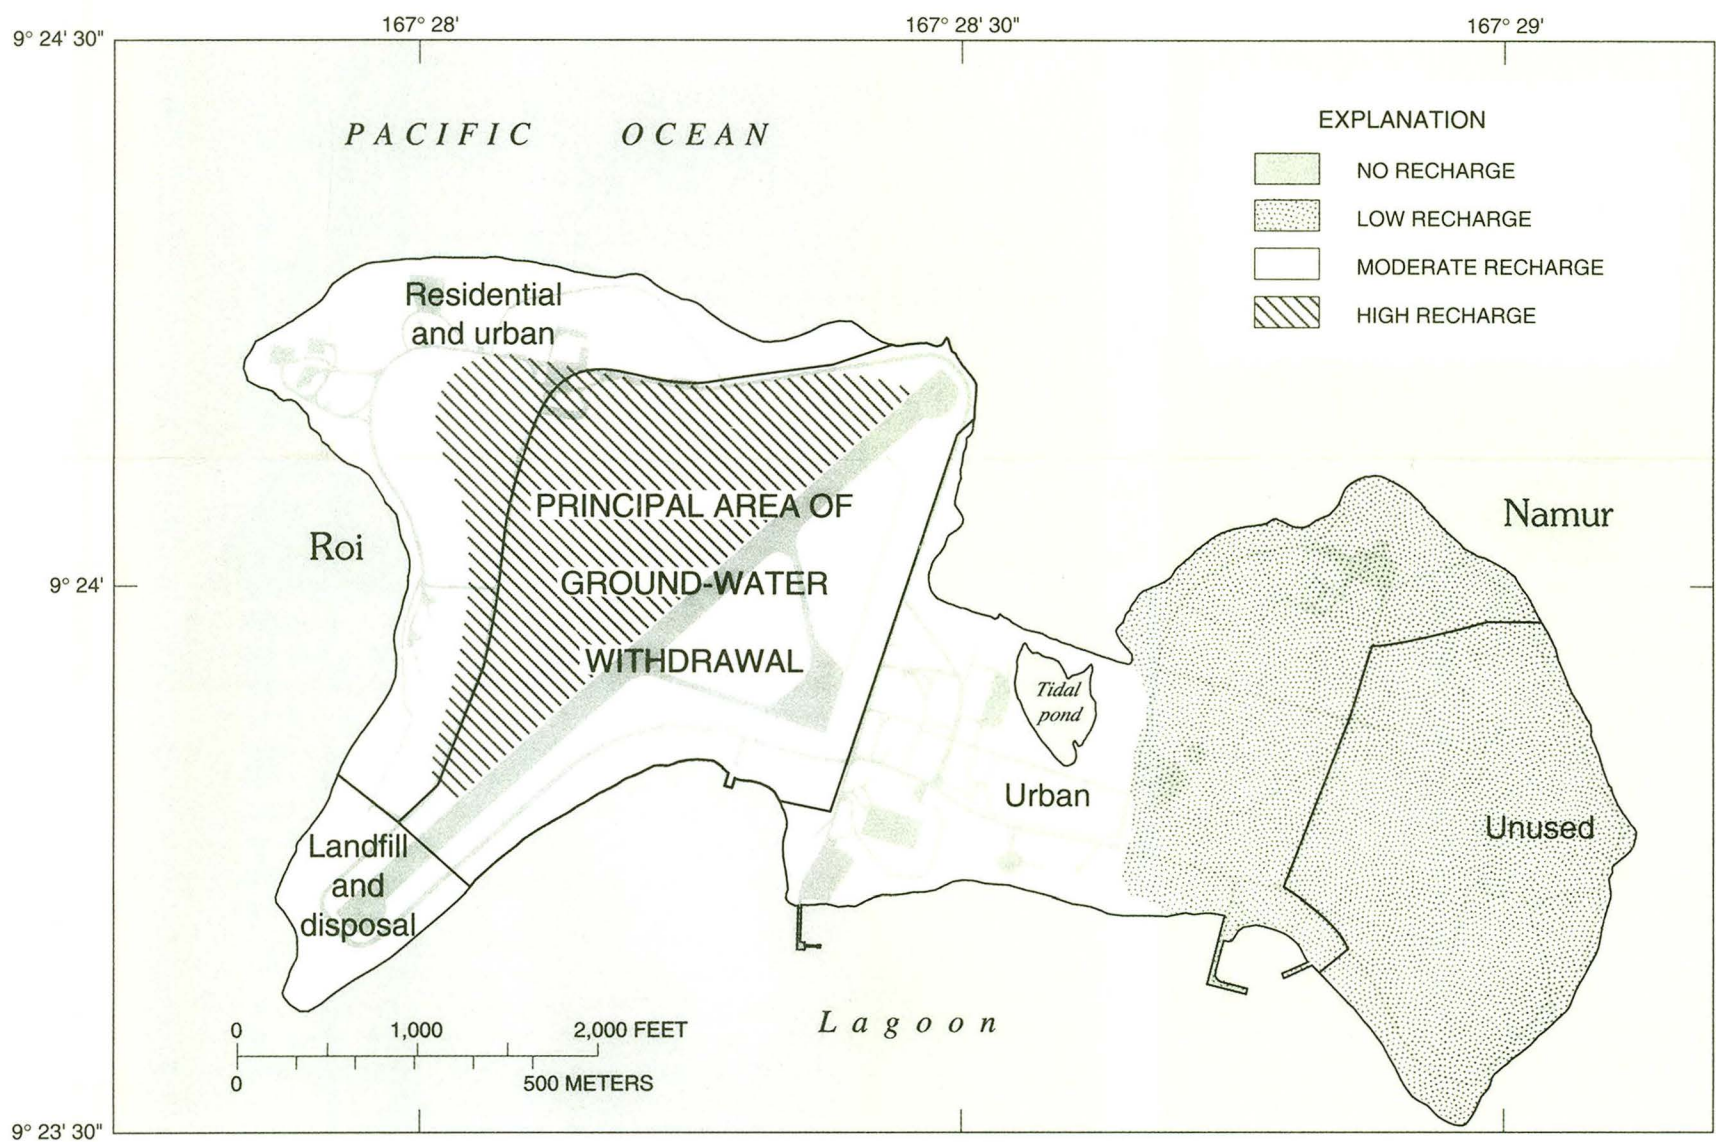 167° 28'
167° 28' 30"
167° 29'
9° 24' 30"
PACIFIC OCEAN
EXPLANATION
NO RECHARGE
LOW RECHARGE
MODERATE RECHARGE
HIGH RECHARGE
Residential
and urban
PRINCIPAL AREA OF
GROUND-WATER
WITHDRAWAL
Roi
Namur
9° 24'
Tidal
pond
Urban
Unused
Landfill
and
disposal
Lagoon
0 1,000 2,000 FEET
0 500 METERS
9° 23' 30"